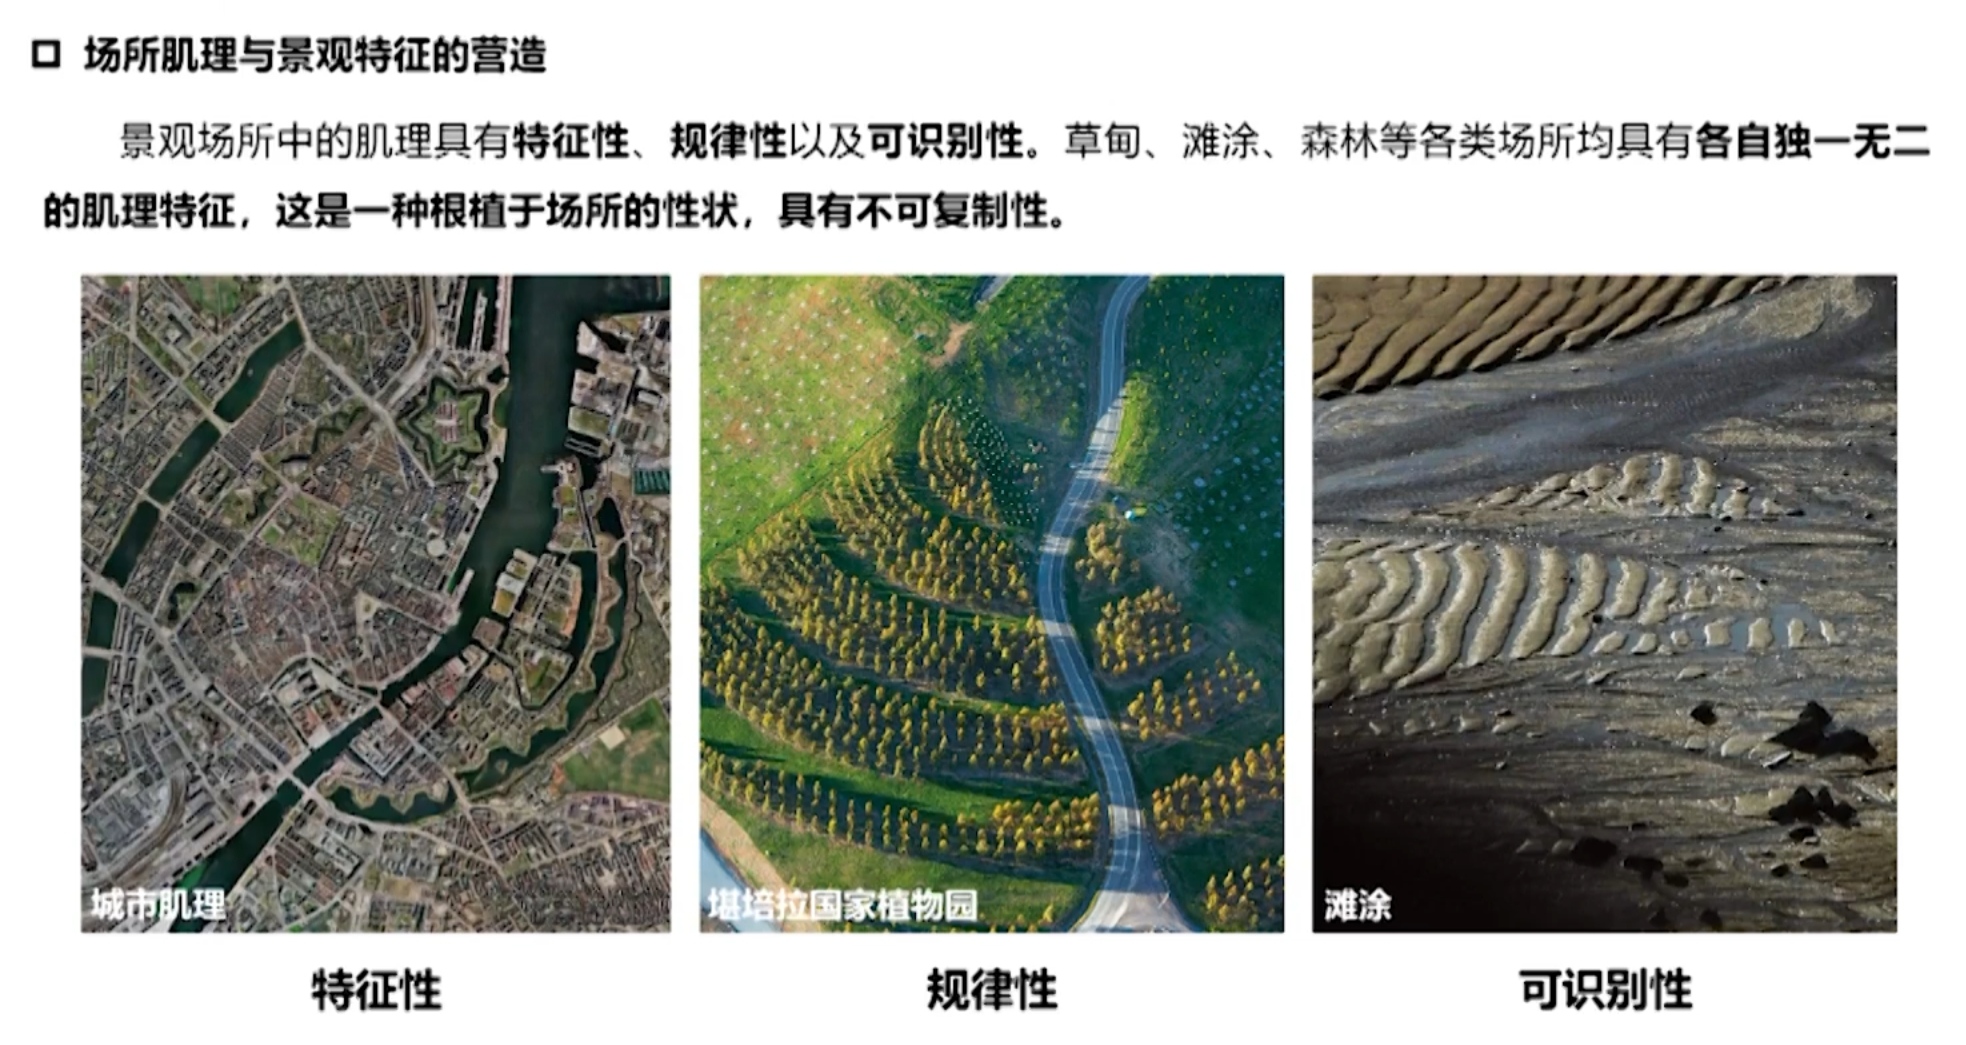 场所肌理与景观特征的营造
景观场所中的肌理具有特征性、规律性以及可识别性。草甸、滩涂、森林等各类场所均具有各自独一无二
的肌理特征，这是一种根植于场所的性状，具有不可复制性。
城市肌理
堪培拉国家植物园
滩涂
特征性
规律性
可识别性